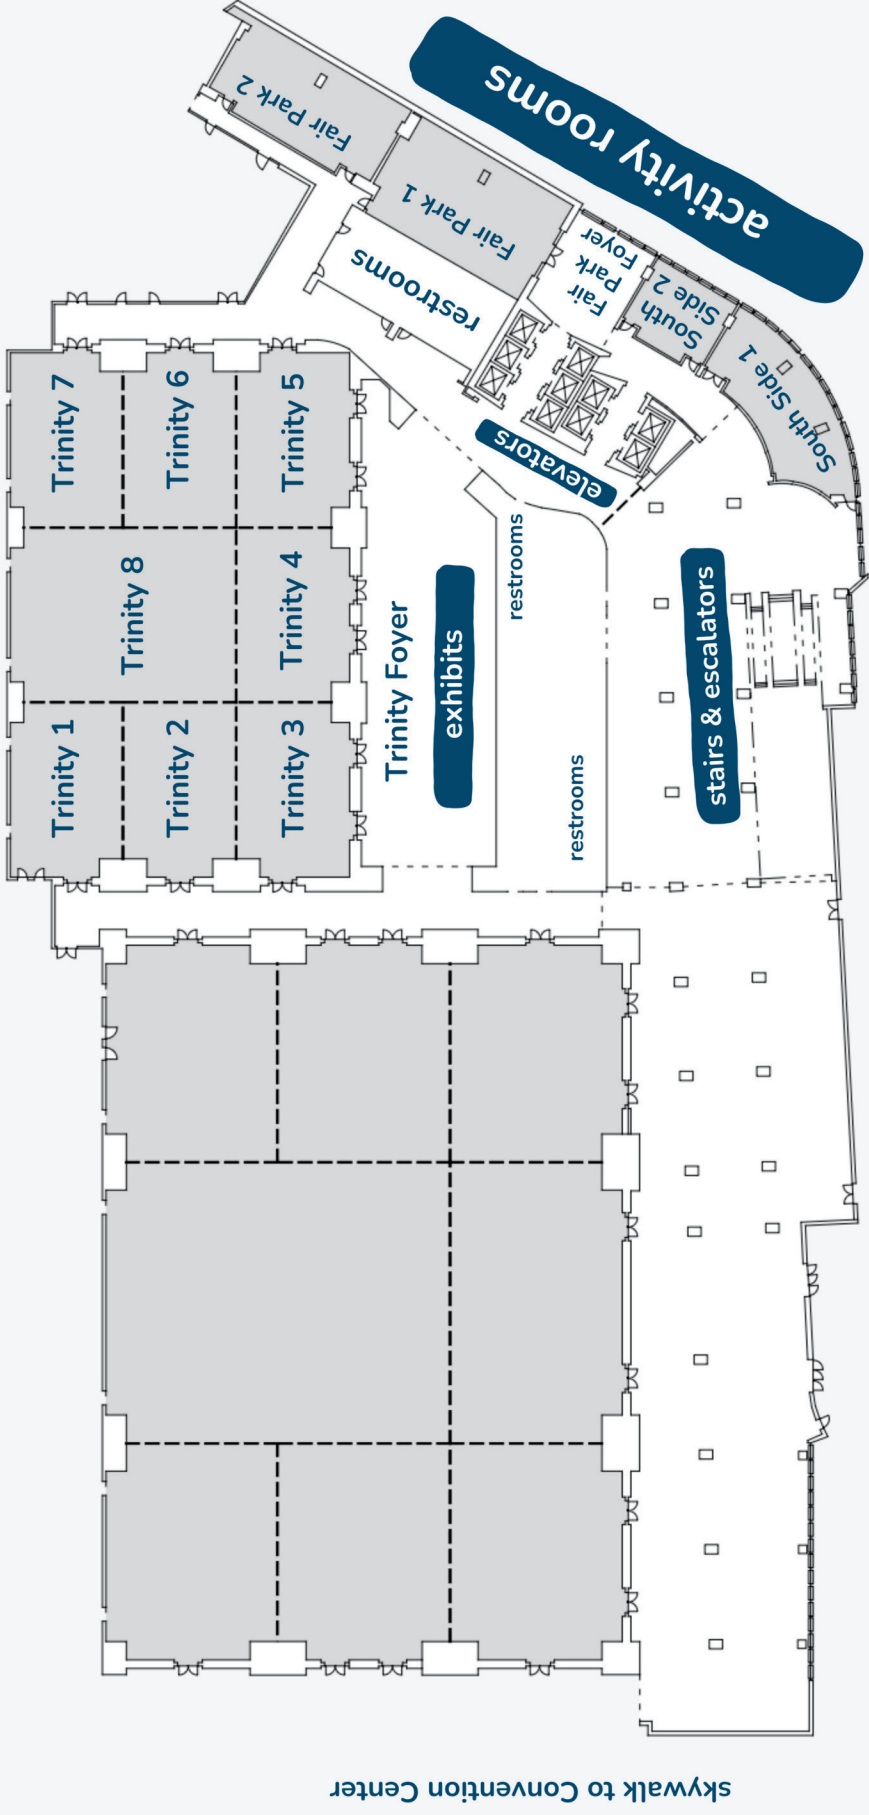 activity rooms
Fair Park 2
Fair Park 1
restrooms
Fair
Park
Foyer
South
Side 2
South Side 1
elevators
Trinity 7
Trinity 6
Trinity 5
Trinity 8
Trinity 4
Trinity 1
Trinity 2
Trinity 3
Trinity Foyer
exhibits
restrooms
restrooms
stairs & escalators
skywalk to Convention Center